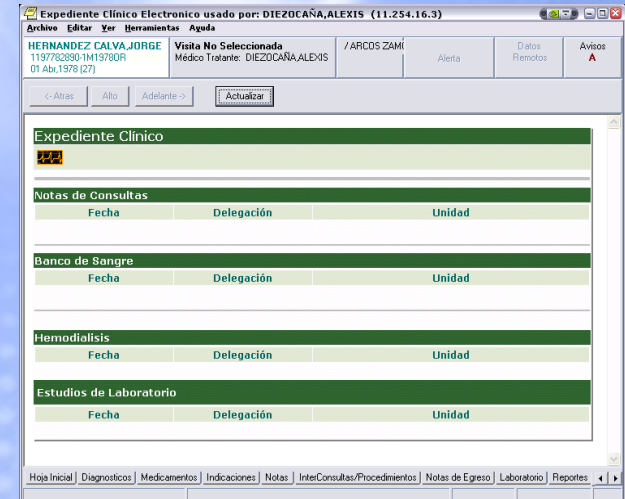 Expediente Clínico Electronico usado por: DIEZOCAÑA,ALEXIS (11.254.16.3)
Archivo Editar Ver Herramientas Ayuda
HERNANDEZ CALVA,JORGE
1197782890-1M1978OR
01 Abr,1978 (27)
Visita No Seleccionada
Médico Tratante: DIEZOCAÑA,ALEXIS
/ ARCOS ZAM
Alerta
Datos Remotos
Avisos
A
<- Atras Alto Adelante -> Actualizar
Expediente Clínico
Notas de Consultas
Fecha Delegación Unidad
Banco de Sangre
Fecha Delegación Unidad
Hemodialisis
Fecha Delegación Unidad
Estudios de Laboratorio
Fecha Delegación Unidad
Hoja Inicial Diagnosticos Medicamentos Indicaciones Notas InterConsultas/Procedimientos Notas de Egreso Laboratorio Reportes